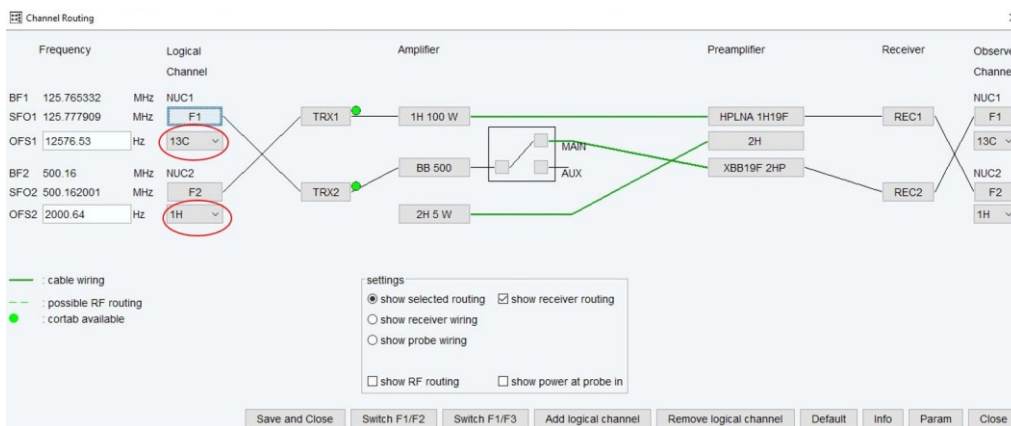 Channel Routing
Frequency Logical Channel Amplifier Preamplifier Receiver Observe Channel
BF1 125.765332 MHz NUC1 NUC1
SFO1 125.777909 MHz F1 TRX1 1H 100 W HPLNA 1H19F REC1 F1
OFS1 12576.53 Hz 13C MAIN 2H 13C
BF2 500.16 MHz NUC2 BB 500 AUX XBB19F 2HP NUC2
SFO2 500.162001 MHz F2 TRX2 REC2 F2
OFS2 2000.64 Hz 1H 2H 5 W 1H
settings
: cable wiring
show selected routing show receiver routing
: possible RF routing
show receiver wiring
: cortab available
show probe wiring
show RF routing show power at probe in
Save and Close Switch F1/F2 Switch F1/F3 Add logical channel Remove logical channel Default Info Param Close